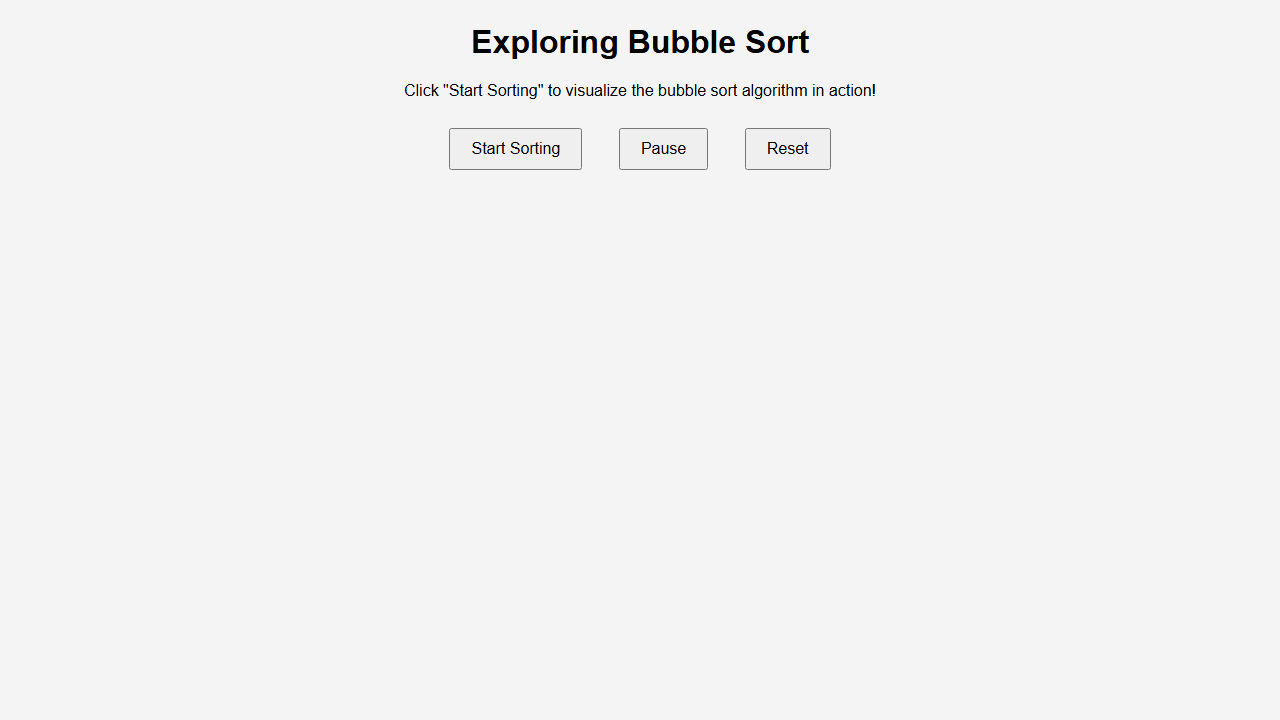 Exploring Bubble Sort
Click "Start Sorting" to visualize the bubble sort algorithm in action!
Start Sorting
Pause
Reset